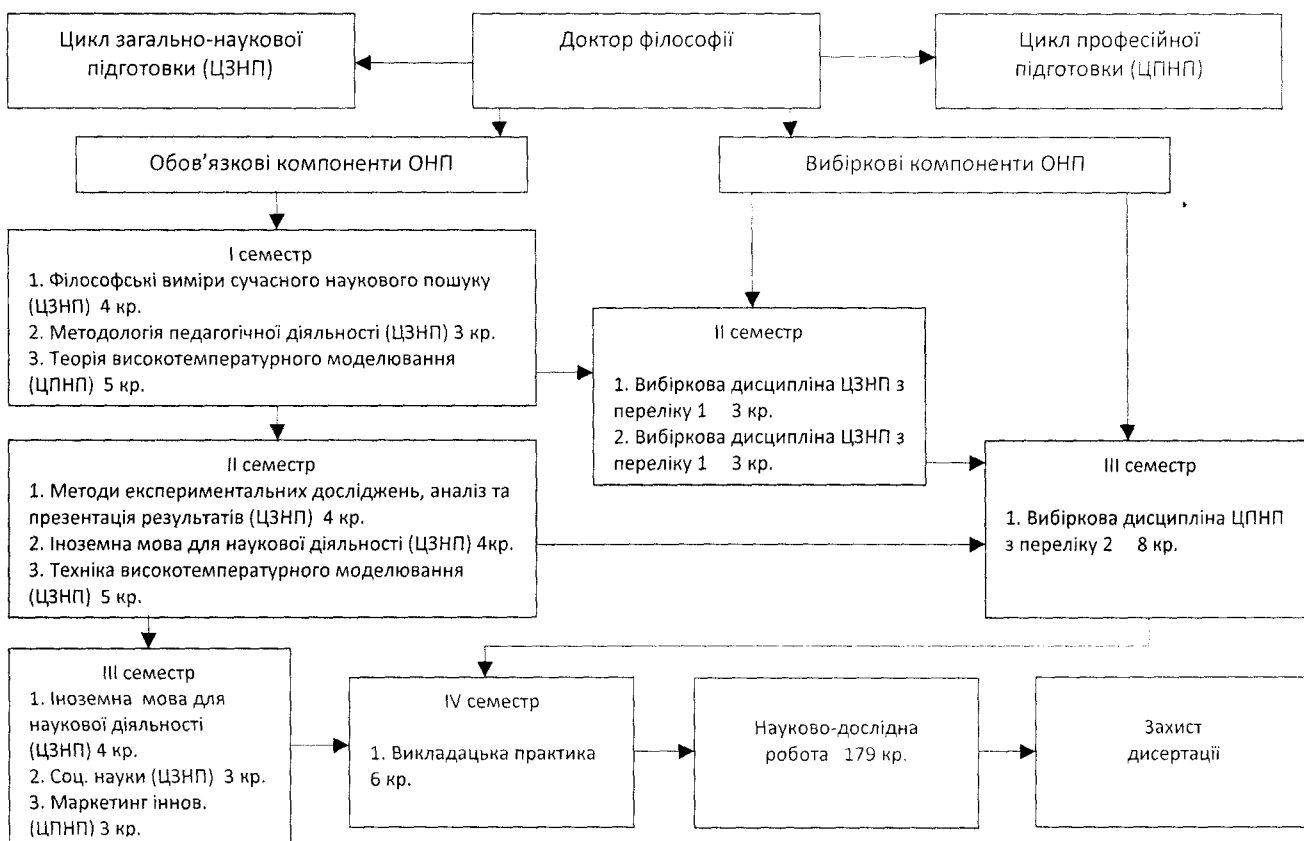 Цикл загально-наукової
підготовки (ЦЗНП)
Доктор філософії
Цикл професійної
підготовки (ЦПНП)
Обов’язкові компоненти ОНП
Вибіркові компоненти ОНП
I семестр
1. Філософські виміри сучасного наукового пошуку
(ЦЗНП) 4 кр.
2. Методологія педагогічної діяльності (ЦЗНП) 3 кр.
3. Теорія високотемпературного моделювання
(ЦПНП) 5 кр.
II семестр
1. Вибіркова дисципліна ЦЗНП з
переліку 1 3 кр.
2. Вибіркова дисципліна ЦЗНП з
переліку 1 3 кр.
II семестр
1. Методи експериментальних досліджень, аналіз та
презентація результатів (ЦЗНП) 4 кр.
2. Іноземна мова для наукової діяльності (ЦЗНП) 4кр.
3. Техніка високотемпературного моделювання
(ЦЗНП) 5 кр.
III семестр
1. Вибіркова дисципліна ЦПНП
з переліку 2 8 кр.
III семестр
1. Іноземна мова для
наукової діяльності
(ЦЗНП) 4 кр.
2. Соц. науки (ЦЗНП) 3 кр.
3. Маркетинг іннов.
(ЦПНП) 3 кр.
IV семестр
1. Викладацька практика
6 кр.
Науково-дослідна
робота 179 кр.
Захист
дисертації